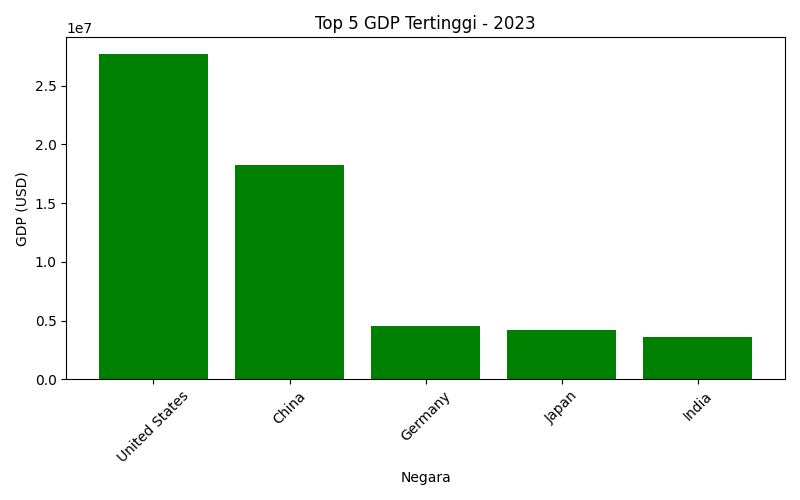 Top 5 GDP Tertinggi - 2023
1e7
GDP (USD)
2.5
2.0
1.5
1.0
0.5
0.0
United States
China
Germany
Japan
India
Negara